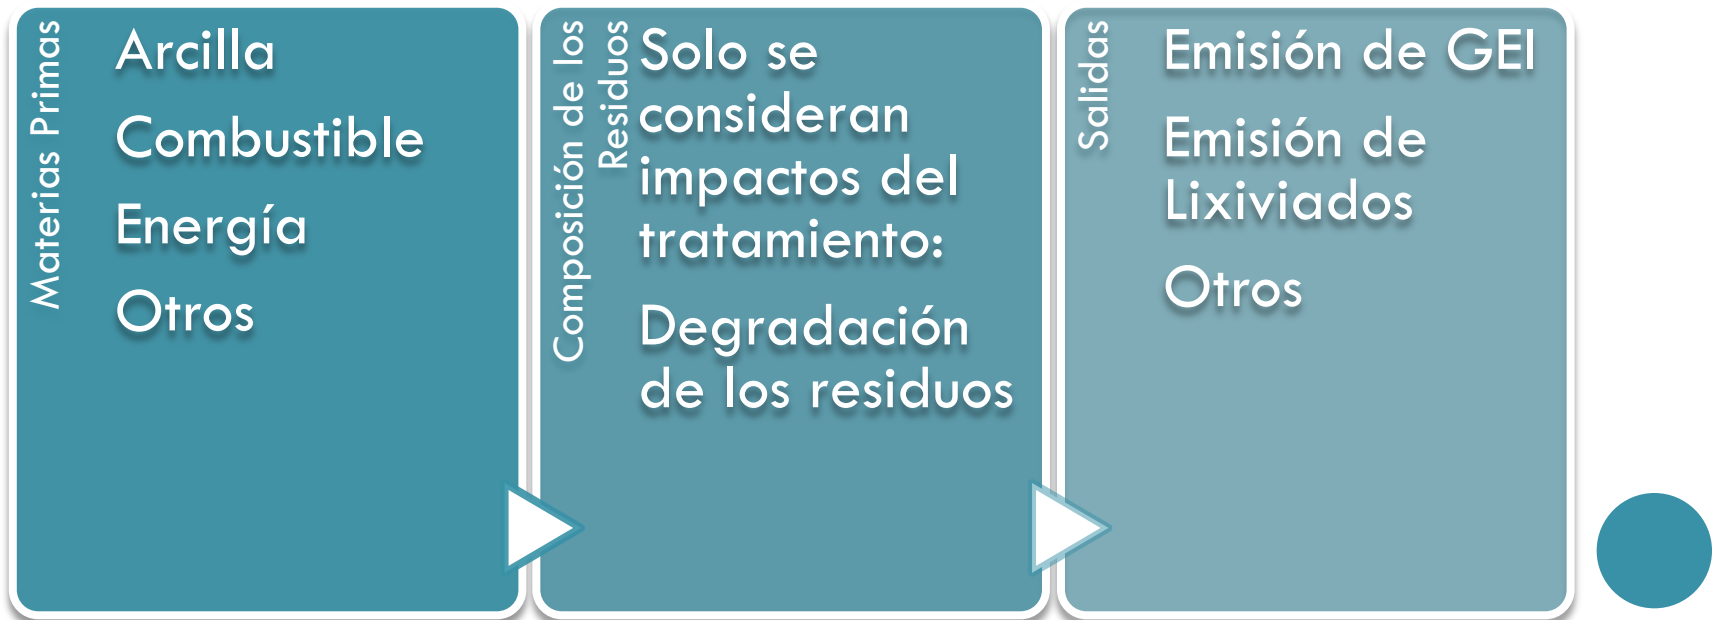 Materias Primas
Arcilla
Combustible
Energía
Otros
Composición de los
Residuos
Solo se
consideran
impactos del
tratamiento:
Degradación
de los residuos
Salidas
Emisión de GEI
Emisión de
Lixiviados
Otros